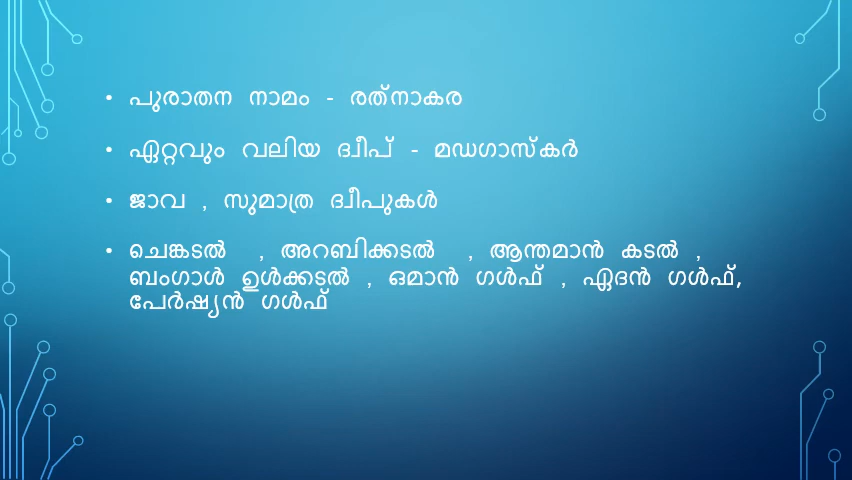 • പുരാതന നാമം - രത്നാകര
• ഏറ്റവും വലിയ ദ്വീപ് - മഡഗാസ്കർ
• ജാവ , സുമാത്ര ദ്വീപുകൾ
• ചെങ്കടൽ , അറബിക്കടൽ , ആന്തമാൻ കടൽ ,
ബംഗാൾ ഉൾക്കടൽ , ഒമാൻ ഗൾഫ് , ഏദൻ ഗൾഫ്,
പേർഷ്യൻ ഗൾഫ്